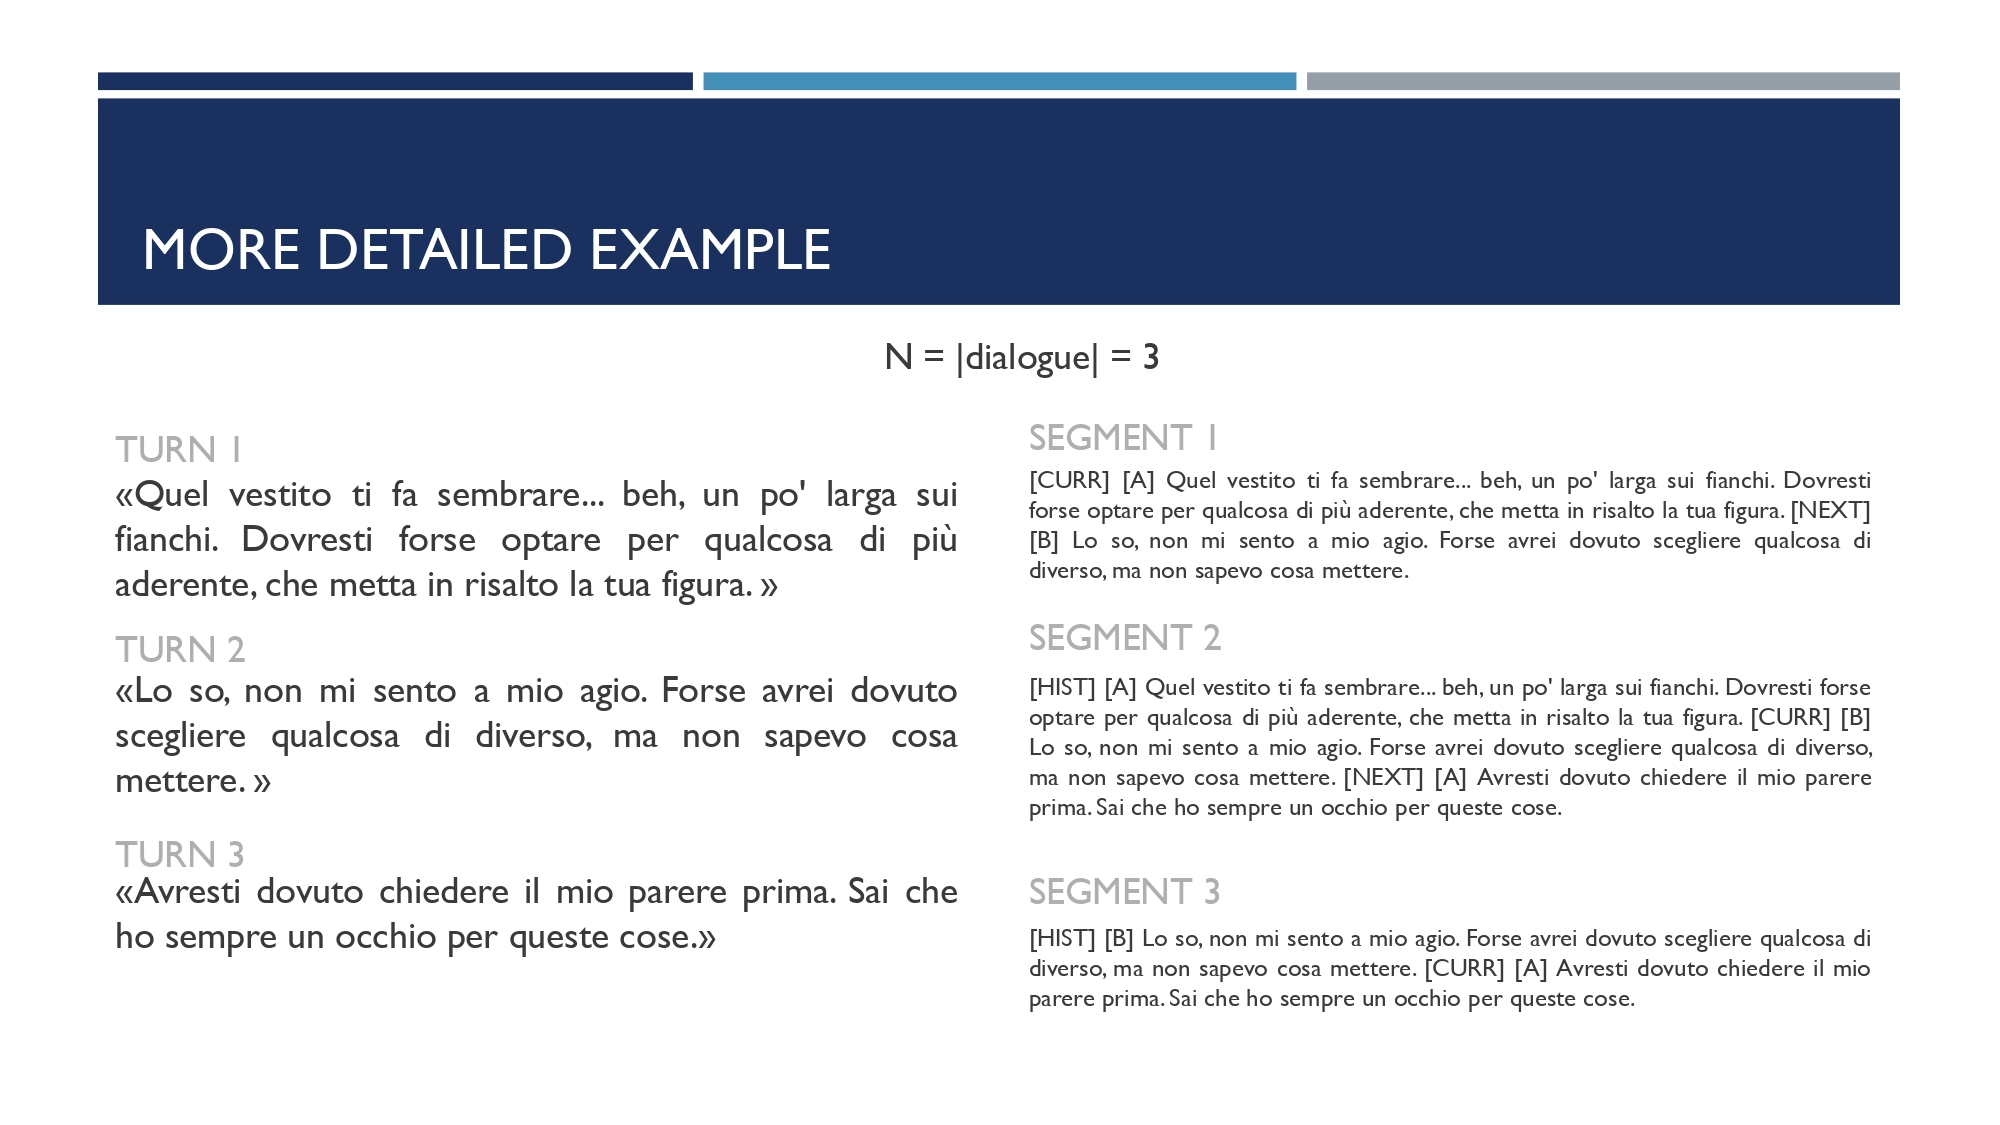 MORE DETAILED EXAMPLE
N = |dialogue| = 3
TURN 1
«Quel vestito ti fa sembrare... beh, un po' larga sui
fianchi. Dovresti forse optare per qualcosa di più
aderente, che metta in risalto la tua figura. »
TURN 2
«Lo so, non mi sento a mio agio. Forse avrei dovuto
scegliere qualcosa di diverso, ma non sapevo cosa
mettere. »
TURN 3
«Avresti dovuto chiedere il mio parere prima. Sai che
ho sempre un occhio per queste cose.»
SEGMENT 1
[CURR] [A] Quel vestito ti fa sembrare... beh, un po' larga sui fianchi. Dovresti
forse optare per qualcosa di più aderente, che metta in risalto la tua figura. [NEXT]
[B] Lo so, non mi sento a mio agio. Forse avrei dovuto scegliere qualcosa di
diverso, ma non sapevo cosa mettere.
SEGMENT 2
[HIST] [A] Quel vestito ti fa sembrare... beh, un po' larga sui fianchi. Dovresti forse
optare per qualcosa di più aderente, che metta in risalto la tua figura. [CURR] [B]
Lo so, non mi sento a mio agio. Forse avrei dovuto scegliere qualcosa di diverso,
ma non sapevo cosa mettere. [NEXT] [A] Avresti dovuto chiedere il mio parere
prima. Sai che ho sempre un occhio per queste cose.
SEGMENT 3
[HIST] [B] Lo so, non mi sento a mio agio. Forse avrei dovuto scegliere qualcosa di
diverso, ma non sapevo cosa mettere. [CURR] [A] Avresti dovuto chiedere il mio
parere prima. Sai che ho sempre un occhio per queste cose.